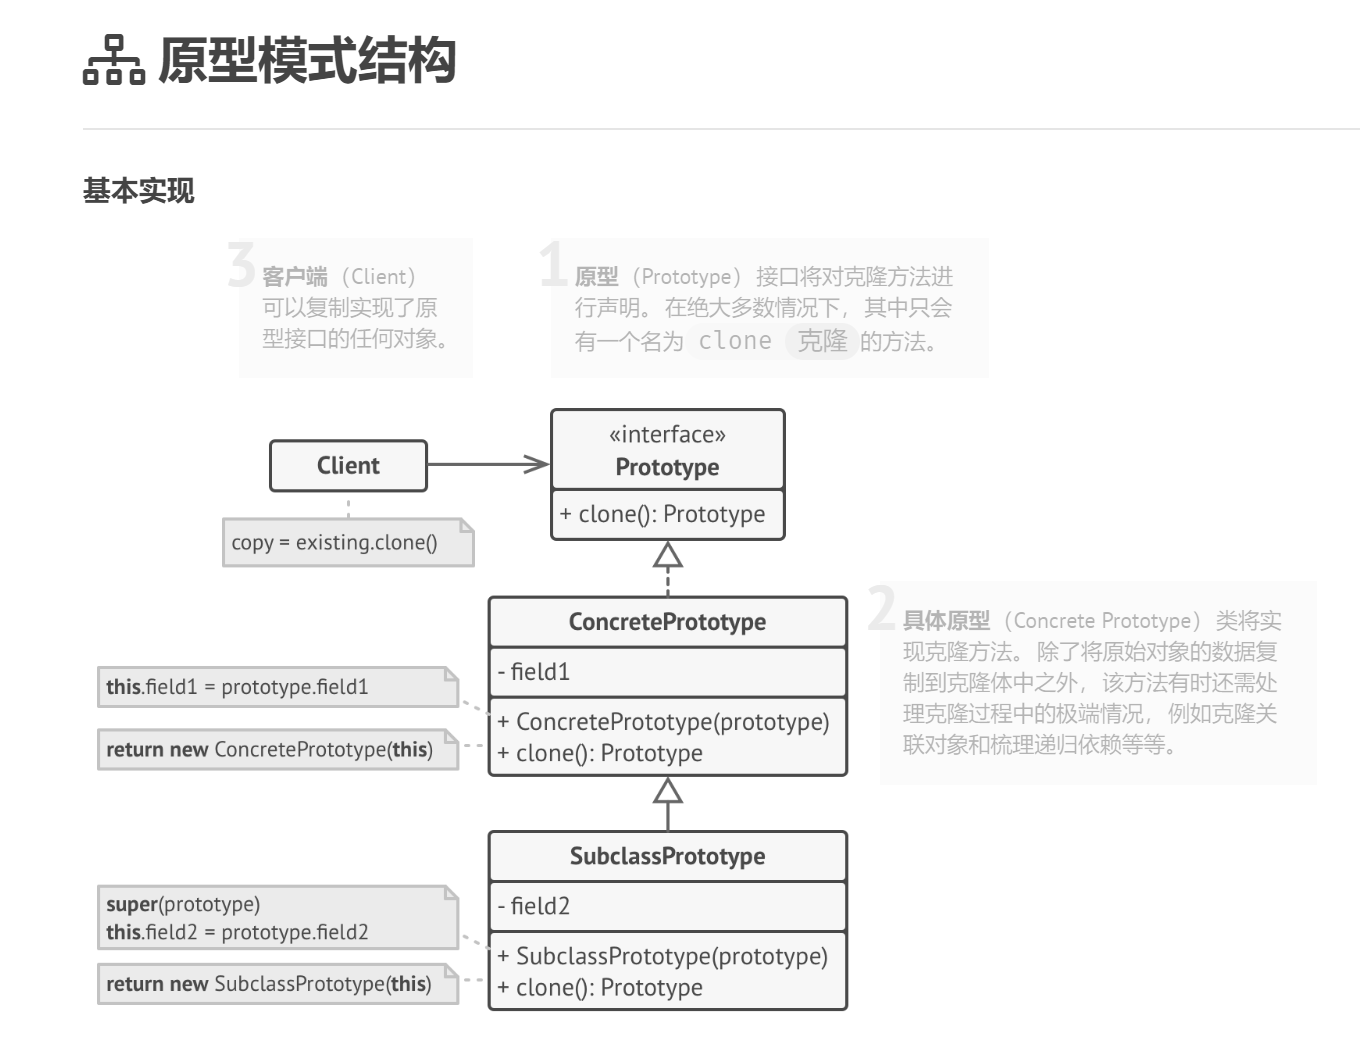 原型模式结构
基本实现
3
客户端（Client）
可以复制实现了原
型接口的任何对象。
1
原型（Prototype）接口将对克隆方法进
行声明。在绝大多数情况下，其中只会
有一个名为 clone 克隆 的方法。
Client
copy = existing.clone()
«interface»
Prototype
+ clone(): Prototype
2
具体原型（Concrete Prototype）类将实
现克隆方法。除了将原始对象的数据复
制到克隆体中之外，该方法有时还需处
理克隆过程中的极端情况，例如克隆关
联对象和梳理递归依赖等等。
ConcretePrototype
- field1
+ ConcretePrototype(prototype)
+ clone(): Prototype
this.field1 = prototype.field1
return new ConcretePrototype(this)
SubclassPrototype
- field2
+ SubclassPrototype(prototype)
+ clone(): Prototype
super(prototype)
this.field2 = prototype.field2
return new SubclassPrototype(this)